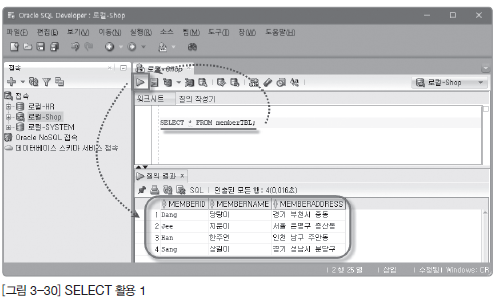 Oracle SQL Developer : 로컬-Shop
파일(F) 편집(E) 보기(V) 이동(N) 실행(R) 소스 팀(M) 도구(T) 창(W) 도움말(H)
접속
로컬-Shop
접속
로컬-HR
로컬-Shop
로컬-SYSTEM
Oracle NoSQL 접속
데이터베이스 스키마 서비스 접속
로컬-Shop
워크시트 질의 작성기
SELECT * FROM memberTBL;
질의 결과 x
SQL | 인출된 모든 행: 4(0.016초)
MEMBERID MEMBERNAME MEMBERADDRESS
1 Dang 당탕이 경기 부천시 중동
2 Jee 지운이 서울 은평구 증산동
3 Han 한주연 인천 남구 주안동
4 Sang 상길이 경기 성남시 분당구
2행 25열 | 삽입 | 수정됨 | Windows: CR
[그림 3-30] SELECT 활용 1